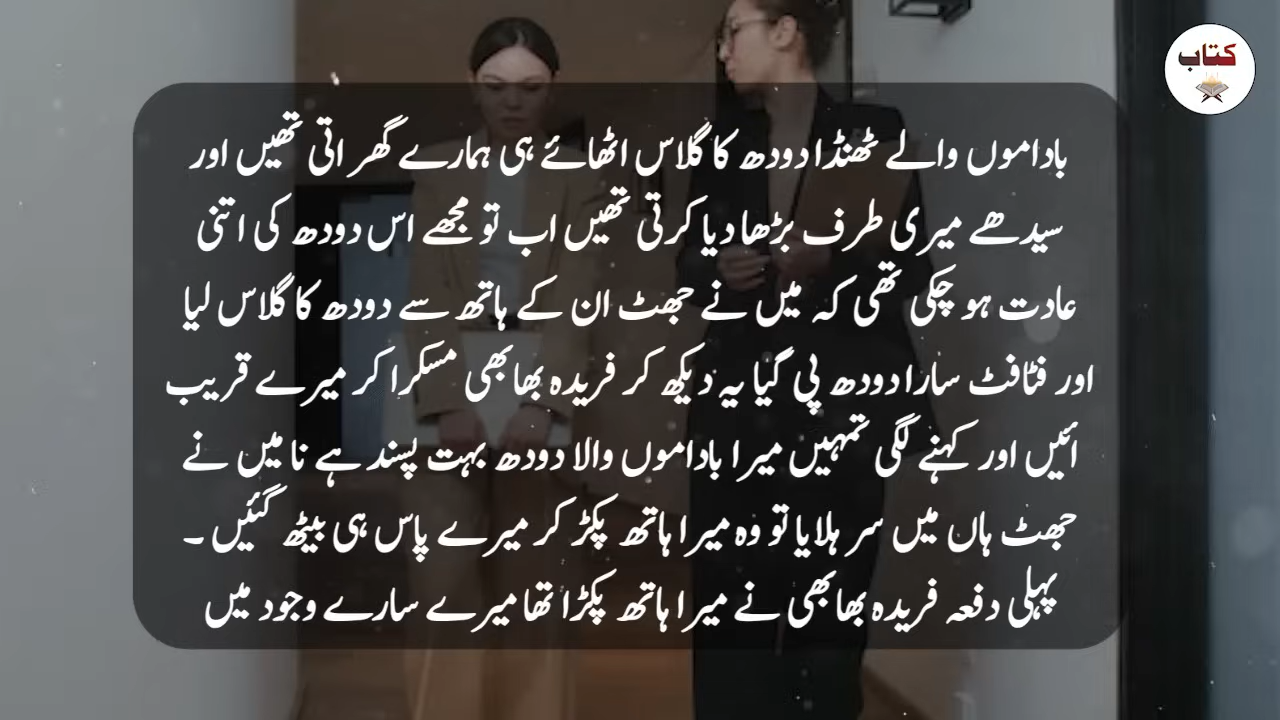 کتاب
باداموں والے ٹھنڈا دودھ کا گلاس اٹھائے ہی ہمارے گھر اتی تھیں اور
سیدھے میری طرف بڑھا دیا کرتی تھیں اب تو مجھے اس دودھ کی اتنی
عادت ہو چکی تھی کہ میں نے جھٹ ان کے ہاتھ سے دودھ کا گلاس لیا
اور فٹافٹ سارا دودھ پی گیا یہ دیکھ کر فریدہ بھابھی مسکرا کر میرے قریب
ائیں اور کہنے لگی تمہیں میرا باداموں والا دودھ بہت پسند ہے نا میں نے
جھٹ ہاں میں سر ہلایا تو وہ میرا ہاتھ پکڑ کر میرے پاس ہی بیٹھ گئیں ۔
پہلی دفعہ فریدہ بھابھی نے میرا ہاتھ پکڑا تھا میرے سارے وجود میں